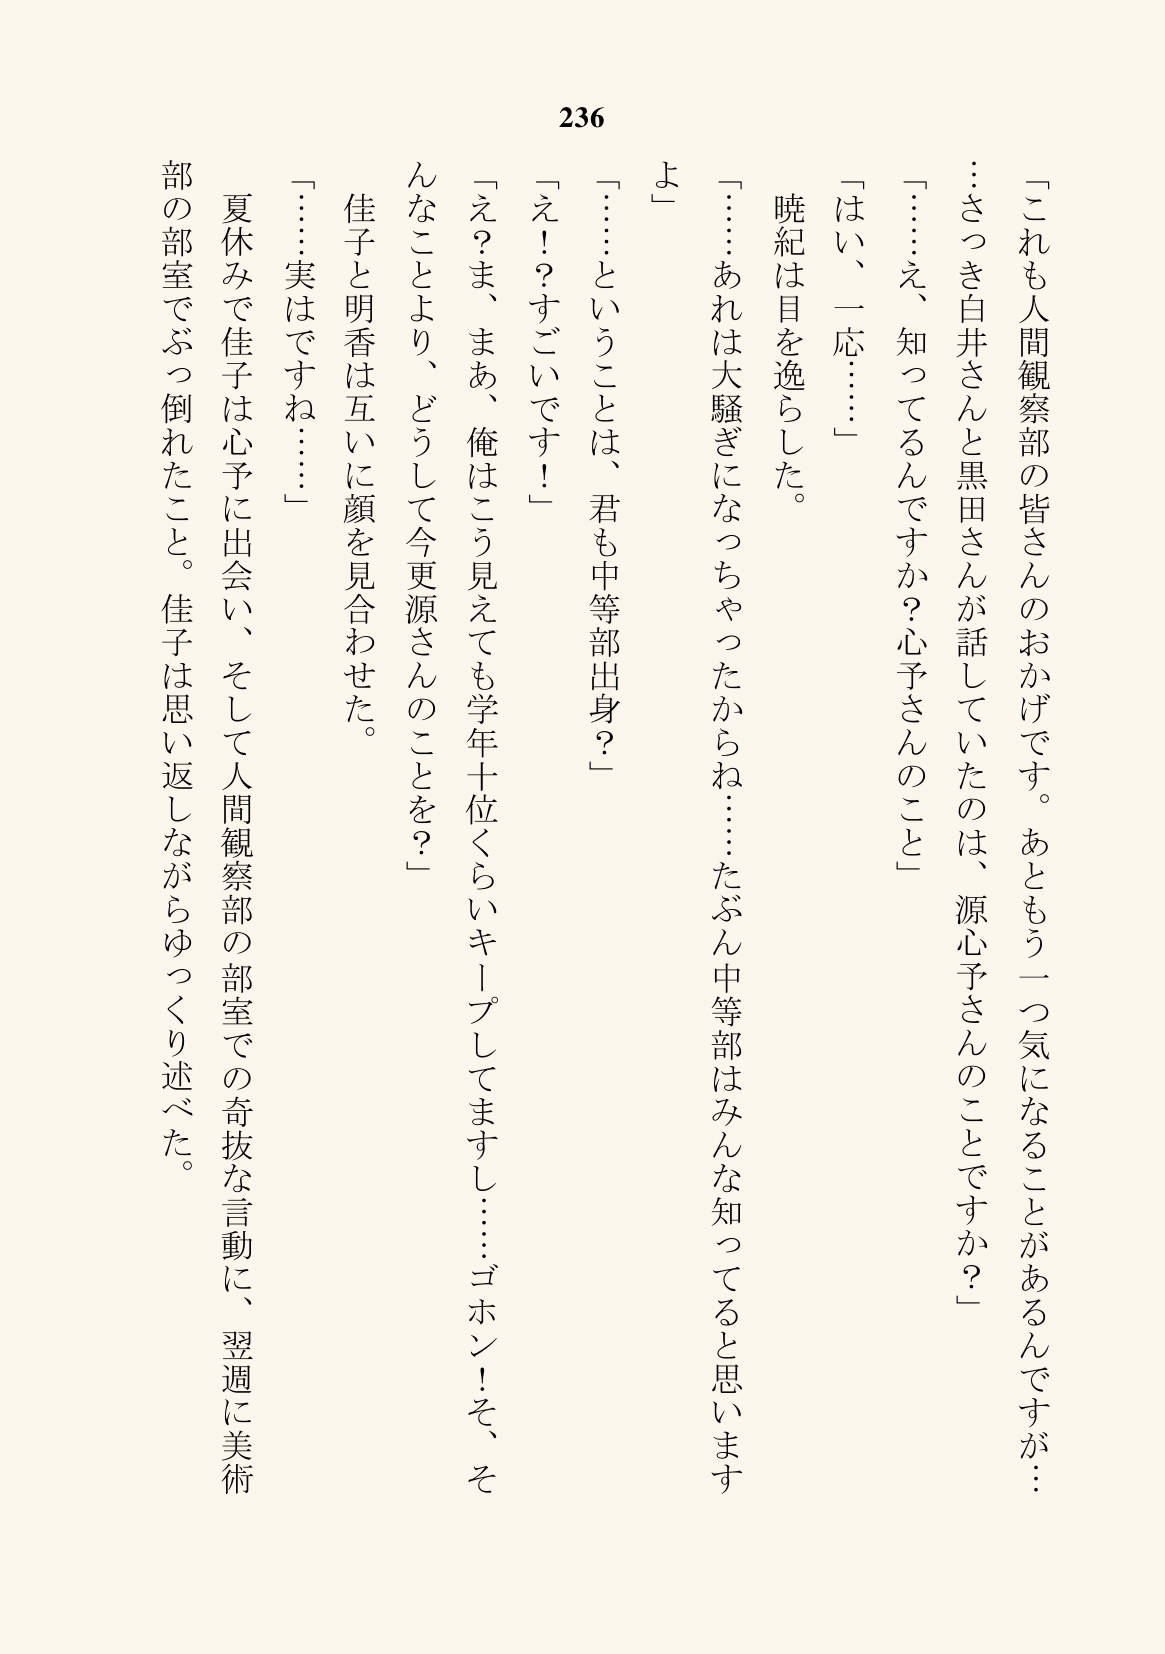 236
「これも人間観察部の皆さんのおかげです。あともう一つ気になることがあるんですが…
…さっき白井さんと黒田さんが話していたのは、源心予さんのことですか？」
「……え、知ってるんですか？心予さんのこと」
「はい、一応……」
　暁紀は目を逸らした。
「……あれは大騒ぎになっちゃったからね……たぶん中等部はみんな知ってると思います
よ」
「……ということは、君も中等部出身？」
「え！？すごいです！」
「え？ま、まあ、俺はこう見えても学年十位くらいキープしてますし……ゴホン！そ、そ
んなことより、どうして今更源さんのことを？」
　佳子と明香は互いに顔を見合わせた。
「……実はですね……」
　夏休みで佳子は心予に出会い、そして人間観察部の部室での奇抜な言動に、翌週に美術
部の部室でぶっ倒れたこと。佳子は思い返しながらゆっくり述べた。